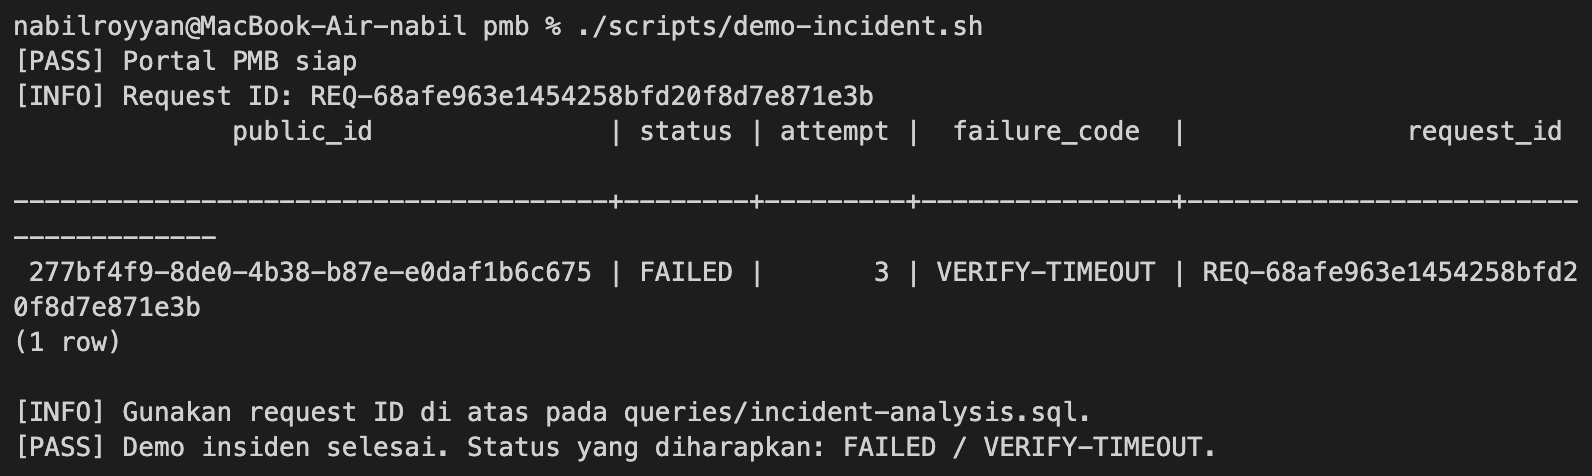 nabilroyyan@MacBook-Air-nabil pmb % ./scripts/demo-incident.sh
[PASS] Portal PMB siap
[INFO] Request ID: REQ-68afe963e1454258bfd20f8d7e871e3b
              public_id               | status | attempt |  failure_code  |              request_id
--------------------------------------+--------+---------+----------------+-------------------------
-------------
 277bf4f9-8de0-4b38-b87e-e0daf1b6c675 | FAILED |       3 | VERIFY-TIMEOUT | REQ-68afe963e1454258bfd2
0f8d7e871e3b
(1 row)
[INFO] Gunakan request ID di atas pada queries/incident-analysis.sql.
[PASS] Demo insiden selesai. Status yang diharapkan: FAILED / VERIFY-TIMEOUT.